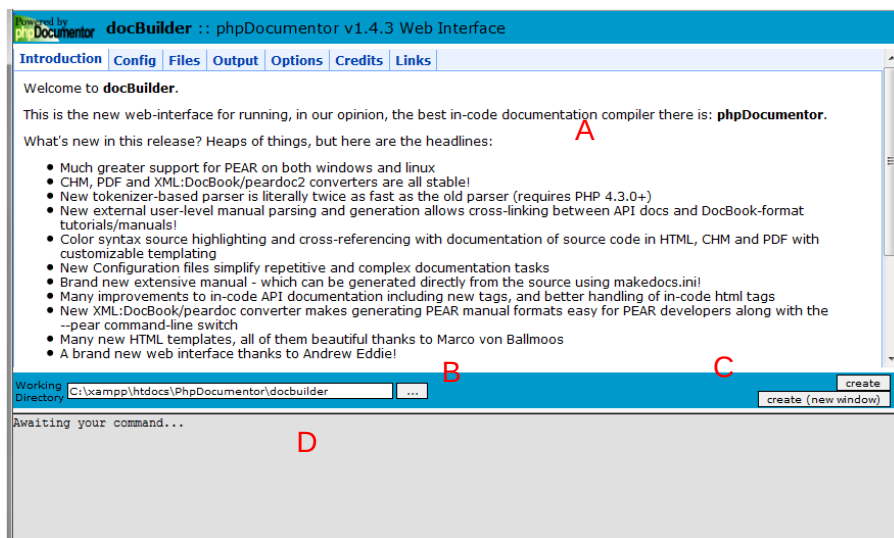 Powered by
phpDocumentor docBuilder :: phpDocumentor v1.4.3 Web Interface
Introduction Config Files Output Options Credits Links
Welcome to docBuilder.
This is the new web-interface for running, in our opinion, the best in-code documentation compiler there is: phpDocumentor.
A
What's new in this release? Heaps of things, but here are the headlines:
• Much greater support for PEAR on both windows and linux
• CHM, PDF and XML:DocBook/peardoc2 converters are all stable!
• New tokenizer-based parser is literally twice as fast as the old parser (requires PHP 4.3.0+)
• New external user-level manual parsing and generation allows cross-linking between API docs and DocBook-format
tutorials/manuals!
• Color syntax source highlighting and cross-referencing with documentation of source code in HTML, CHM and PDF with
customizable templating
• New Configuration files simplify repetitive and complex documentation tasks
• Brand new extensive manual - which can be generated directly from the source using makedocs.ini!
• Many improvements to in-code API documentation including new tags, and better handling of in-code html tags
• New XML:DocBook/peardoc converter makes generating PEAR manual formats easy for PEAR developers along with the
--pear command-line switch
• Many new HTML templates, all of them beautiful thanks to Marco von Ballmoos
• A brand new web interface thanks to Andrew Eddie!
B
C
Working
Directory C:\xampp\htdocs\PhpDocumentor\docbuilder ...
create
create (new window)
Awaiting your command...
D